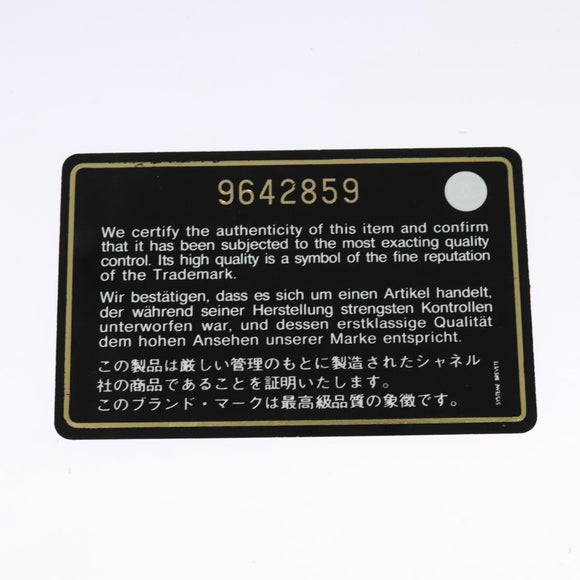 9642859
We certify the authenticity of this item and confirm
that it has been subjected to the most exacting quality
control. Its high quality is a symbol of the fine reputation
of the Trademark.
Wir bestätigen, dass es sich um einen Artikel handelt,
der während seiner Herstellung strengsten Kontrollen
unterworfen war, und dessen erstklassige Qualität
dem hohen Ansehen unserer Marke entspricht.
この製品は厳しい管理のもとに製造されたシャネル
社の商品であることを証明いたします。
このブランド・マークは最高級品質の象徴です。
SYSTEME BREVETE